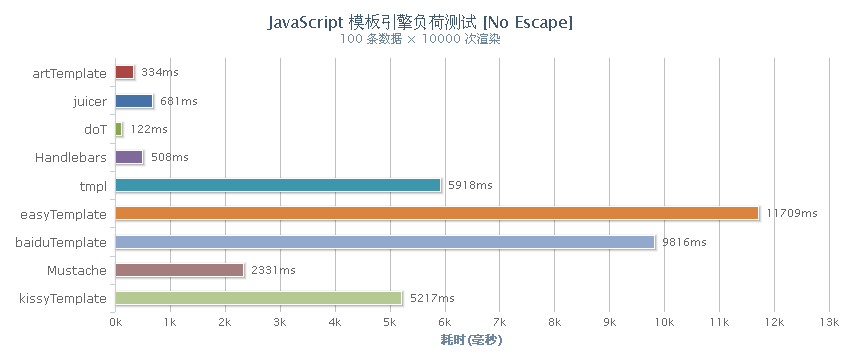 JavaScript 模板引擎负荷测试 [No Escape]
100 条数据 × 10000 次渲染
artTemplate 334ms
juicer 681ms
doT 122ms
Handlebars 508ms
tmpl 5918ms
easyTemplate 11709ms
baiduTemplate 9816ms
Mustache 2331ms
kissyTemplate 5217ms
0k 1k 2k 3k 4k 5k 6k 7k 8k 9k 10k 11k 12k 13k
耗时(毫秒)